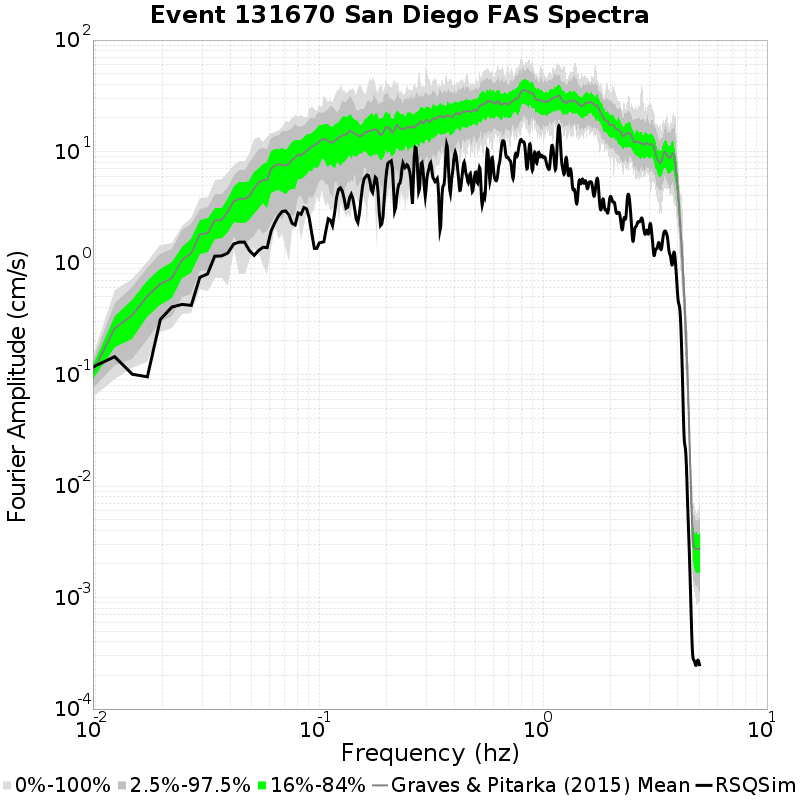 Event 131670 San Diego FAS Spectra
10^2
10^1
10^0
10^-1
10^-2
10^-3
10^-4
Fourier Amplitude (cm/s)
10^-2 10^-1 10^0 10^1
Frequency (hz)
0%-100% 2.5%-97.5% 16%-84% Graves & Pitarka (2015) Mean RSQSim